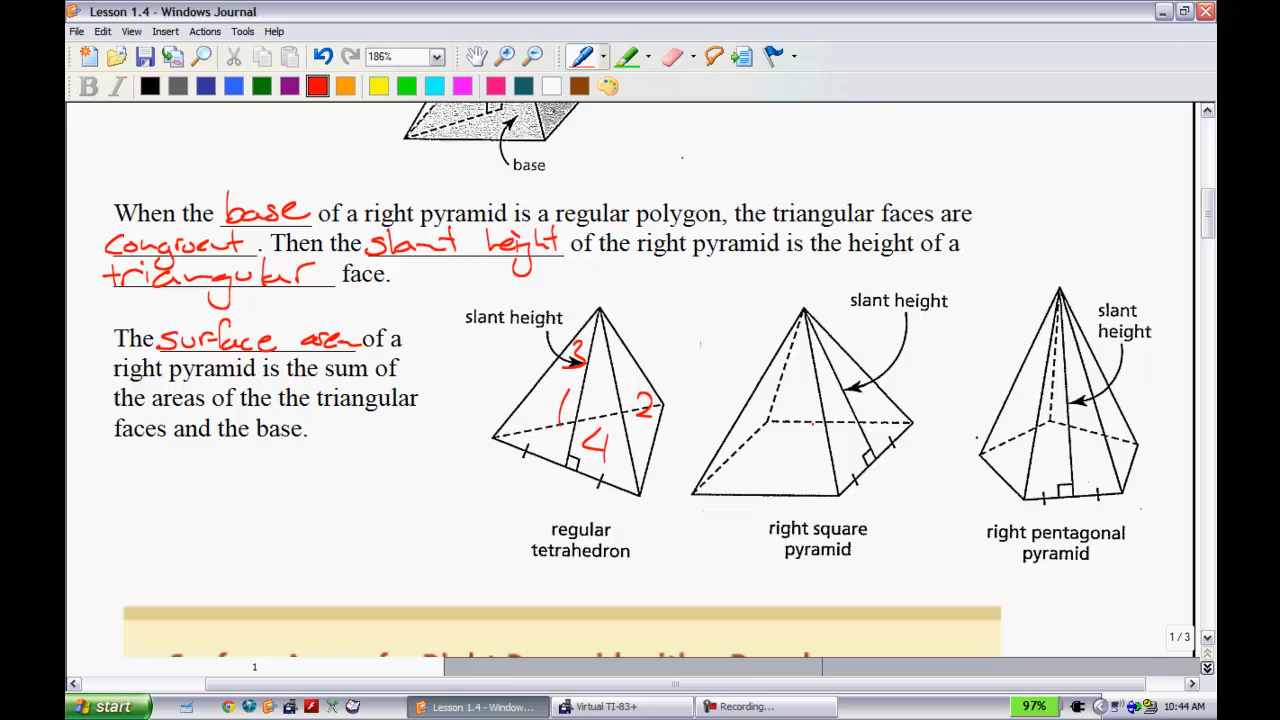 Lesson 1.4 - Windows Journal
File Edit View Insert Actions Tools Help
186%
B I
base
When the base of a right pyramid is a regular polygon, the triangular faces are
congruent. Then the slant height of the right pyramid is the height of a
triangular face.
The surface area of a
right pyramid is the sum of
the areas of the the triangular
faces and the base.
slant height
3
1 2
4
regular
tetrahedron
slant height
right square
pyramid
slant
height
right pentagonal
pyramid
1 / 3
1
start
Lesson 1.4 - Window...
Virtual TI-83+
Recording...
97%
10:44 AM